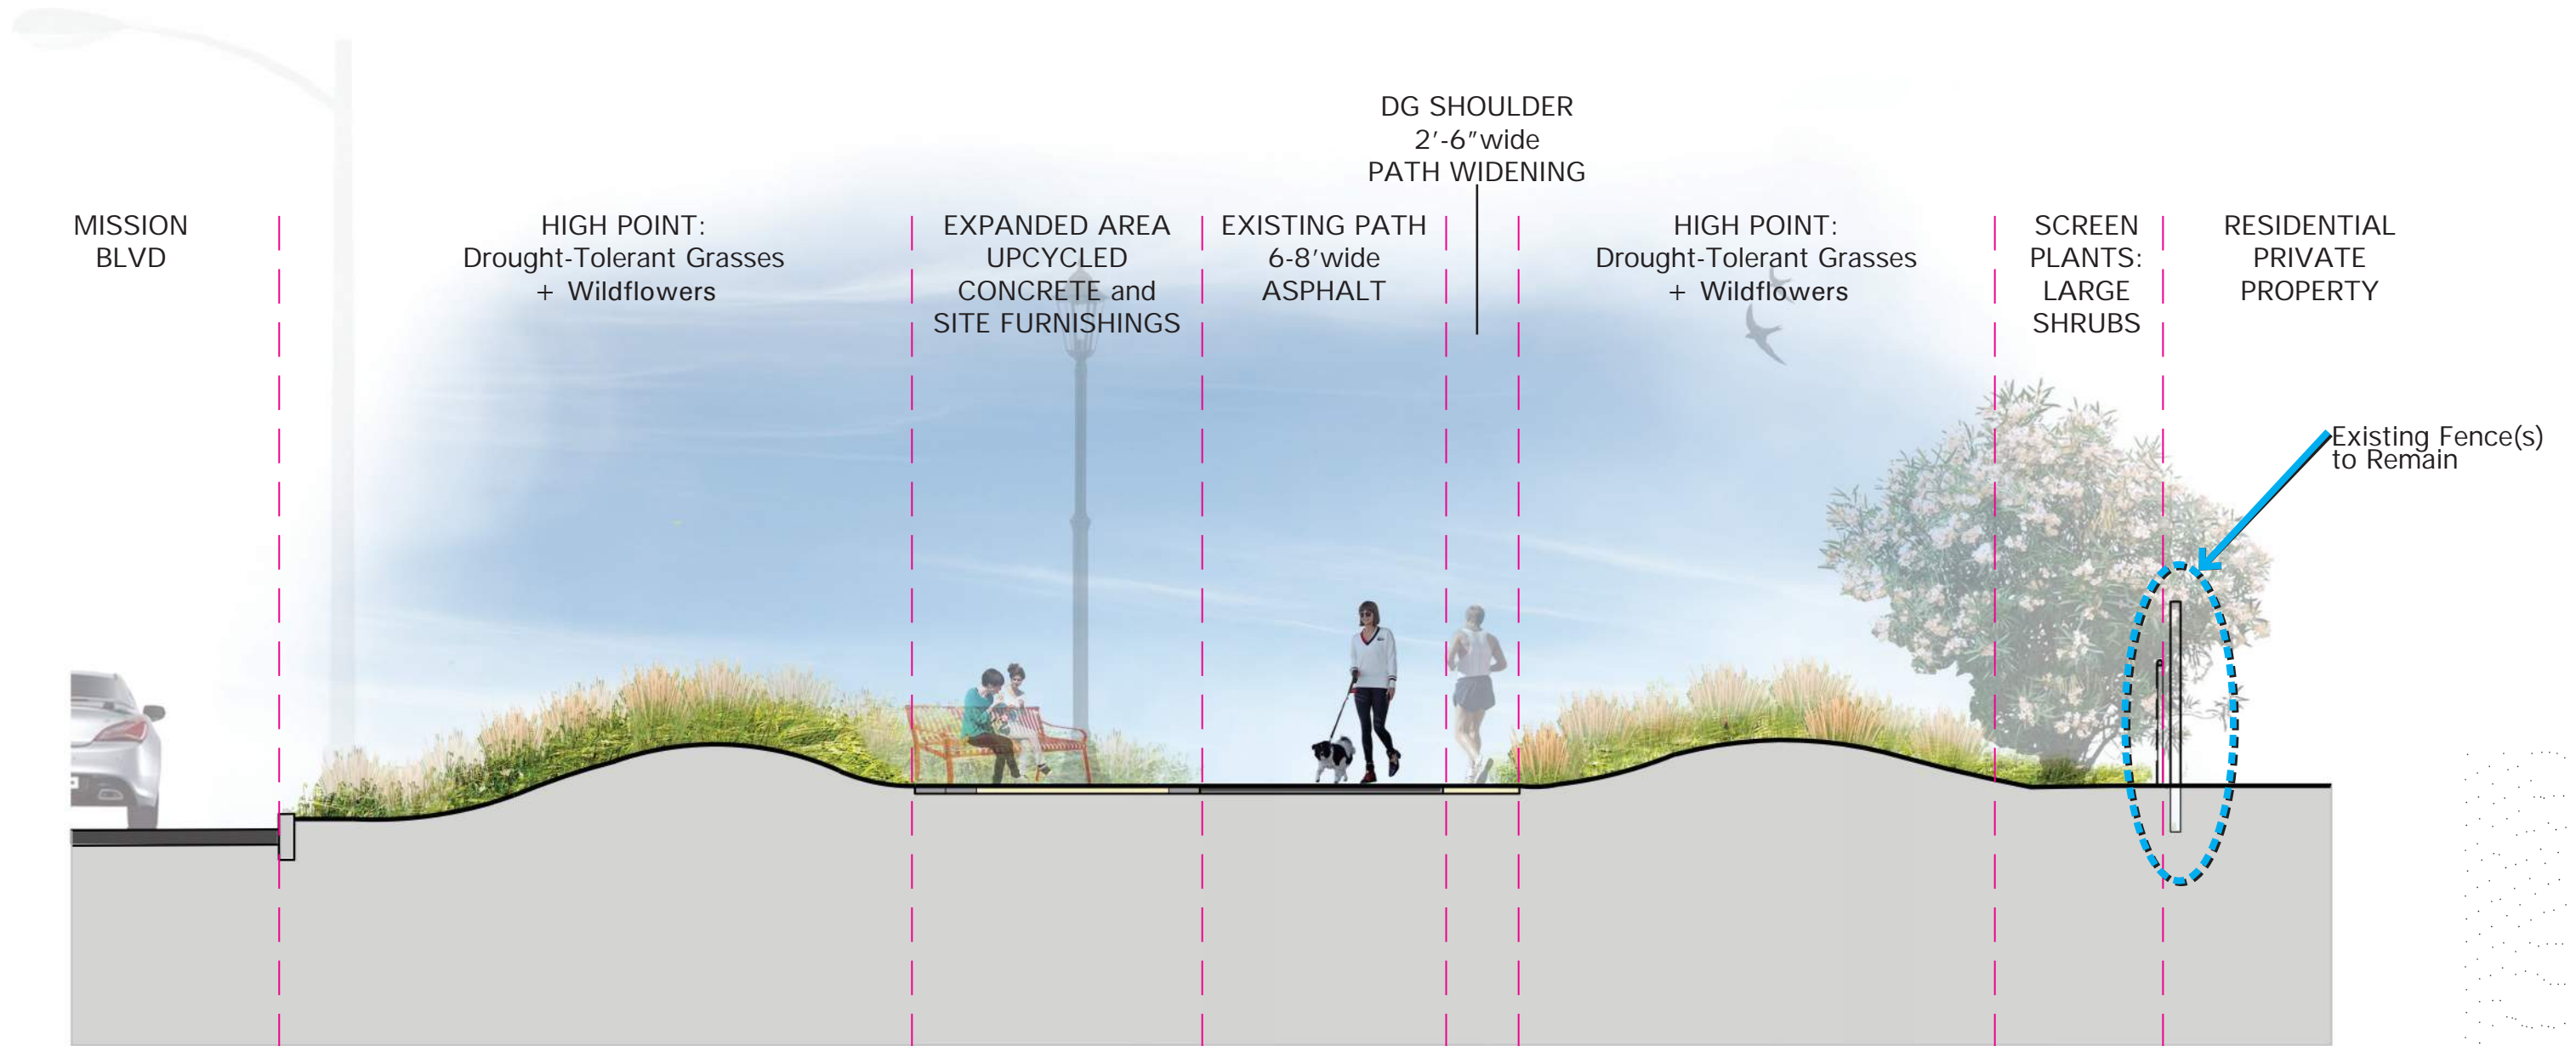 DG SHOULDER
2'-6"wide
PATH WIDENING
MISSION
BLVD
HIGH POINT:
Drought-Tolerant Grasses
+ Wildflowers
EXPANDED AREA
UPCYCLED
CONCRETE and
SITE FURNISHINGS
EXISTING PATH
6-8'wide
ASPHALT
HIGH POINT:
Drought-Tolerant Grasses
+ Wildflowers
SCREEN
PLANTS:
LARGE
SHRUBS
RESIDENTIAL
PRIVATE
PROPERTY
Existing Fence(s)
to Remain